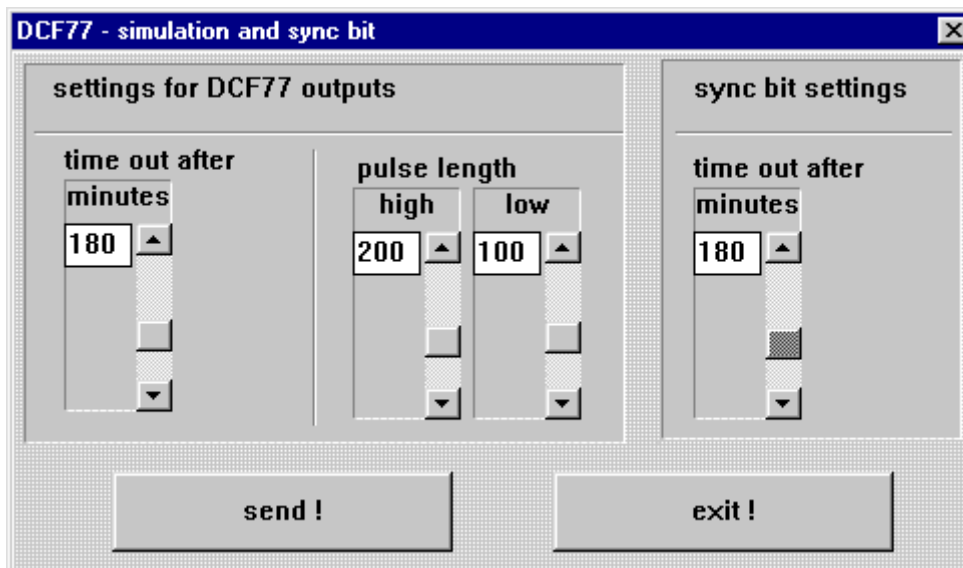 DCF77 - simulation and sync bit
settings for DCF77 outputs
time out after
minutes
180
pulse length
high low
200 100
sync bit settings
time out after
minutes
180
send !
exit !